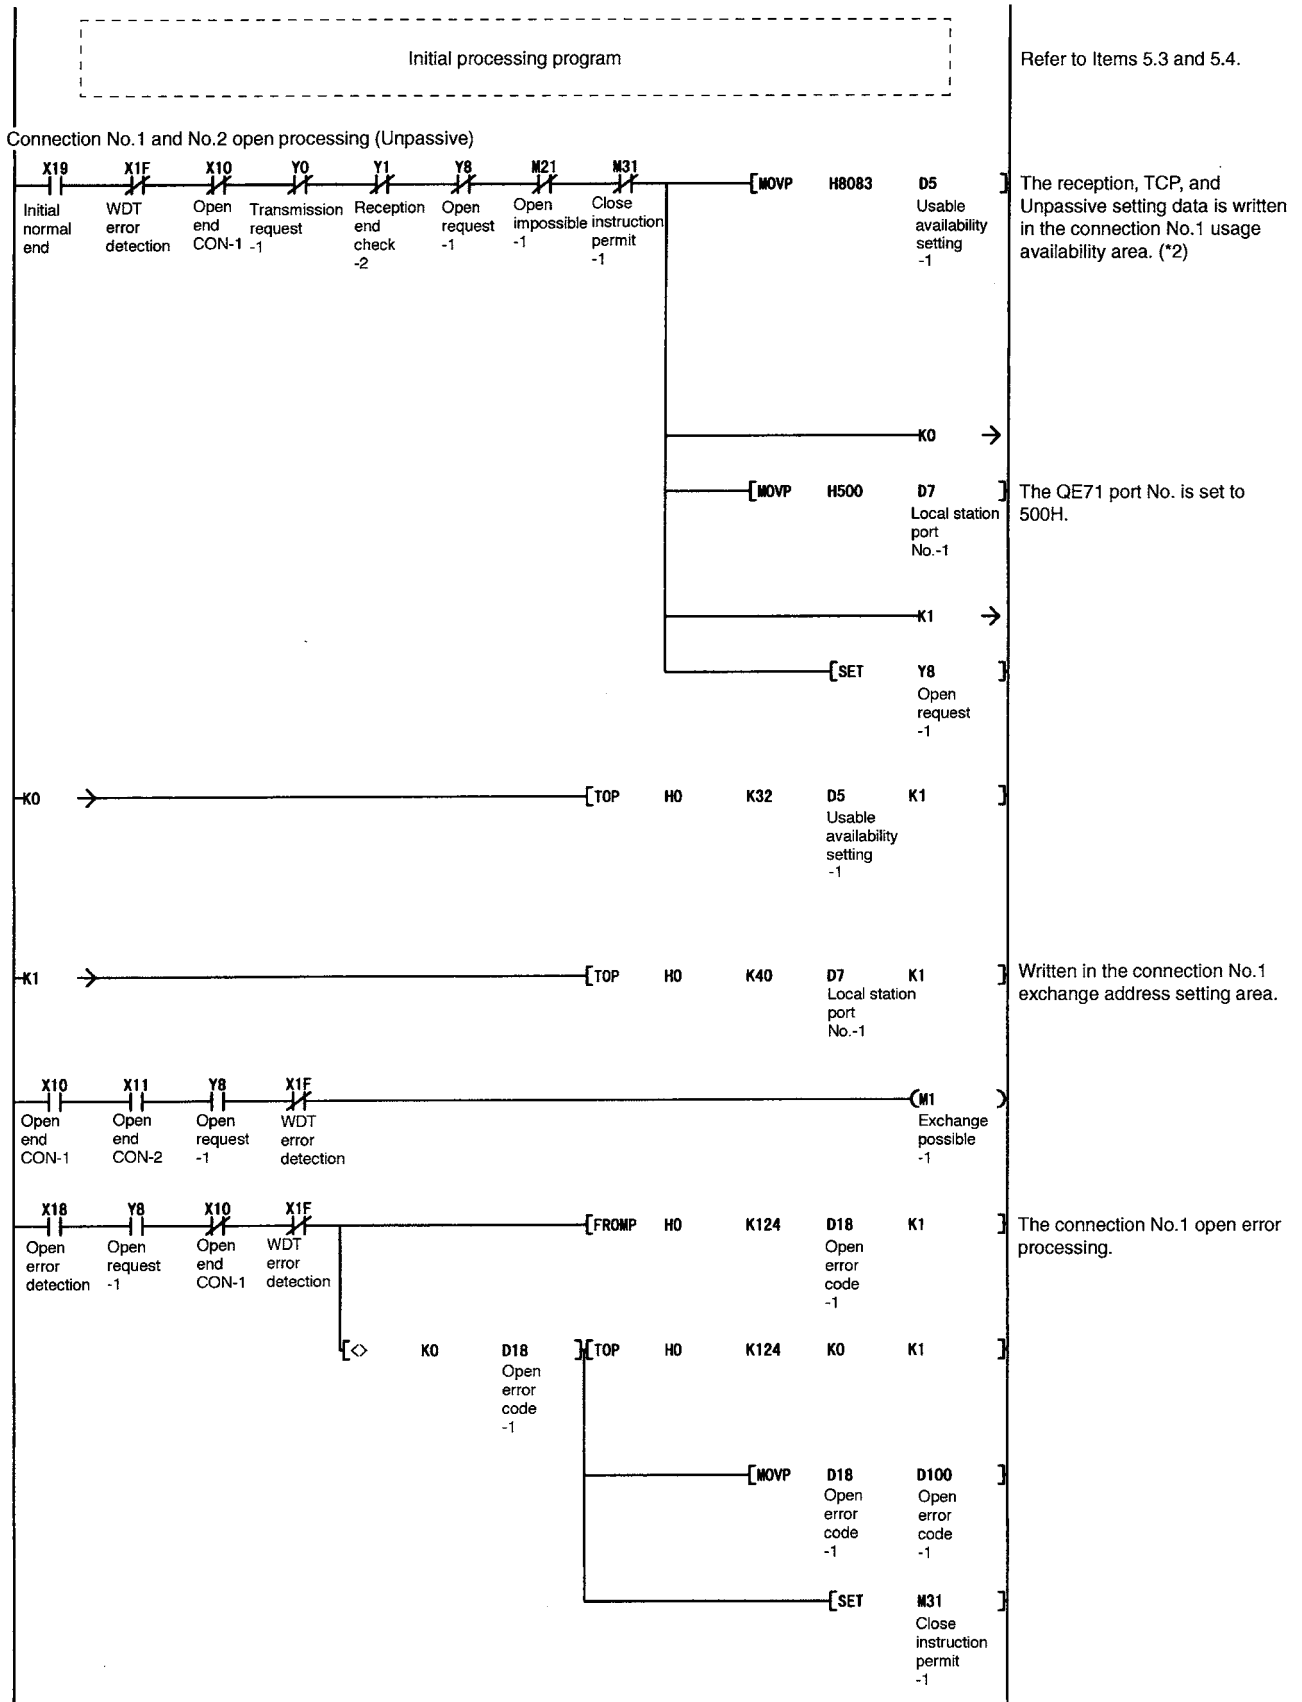 Initial processing program
Refer to Items 5.3 and 5.4.
Connection No.1 and No.2 open processing (Unpassive)
X19 X1F X10 Y0 Y1 Y8 M21 M31
[MOVP H8083 D5 ]
Initial normal end
WDT error detection
Open end CON-1
Transmission request -1
Reception end check -2
Open request -1
Open impossible -1
Close instruction permit -1
Usable availability setting -1
The reception, TCP, and
Unpassive setting data is written
in the connection No.1 usage
availability area. (*2)
K0 →
[MOVP H500 D7 ]
Local station port No.-1
The QE71 port No. is set to
500H.
K1 →
[SET Y8 ]
Open request -1
K0 → [TOP H0 K32 D5 K1 ]
Usable availability setting -1
K1 → [TOP H0 K40 D7 K1 ]
Local station port No.-1
Written in the connection No.1
exchange address setting area.
X10 X11 Y8 X1F
(M1 )
Open end CON-1
Open end CON-2
Open request -1
WDT error detection
Exchange possible -1
X18 Y8 X10 X1F
[FROMP H0 K124 D18 K1 ]
Open error detection
Open request -1
Open end CON-1
WDT error detection
Open error code -1
The connection No.1 open error
processing.
[<> K0 D18 ] [TOP H0 K124 K0 K1 ]
Open error code -1
[MOVP D18 D100 ]
Open error code -1
Open error code -1
[SET M31 ]
Close instruction permit -1